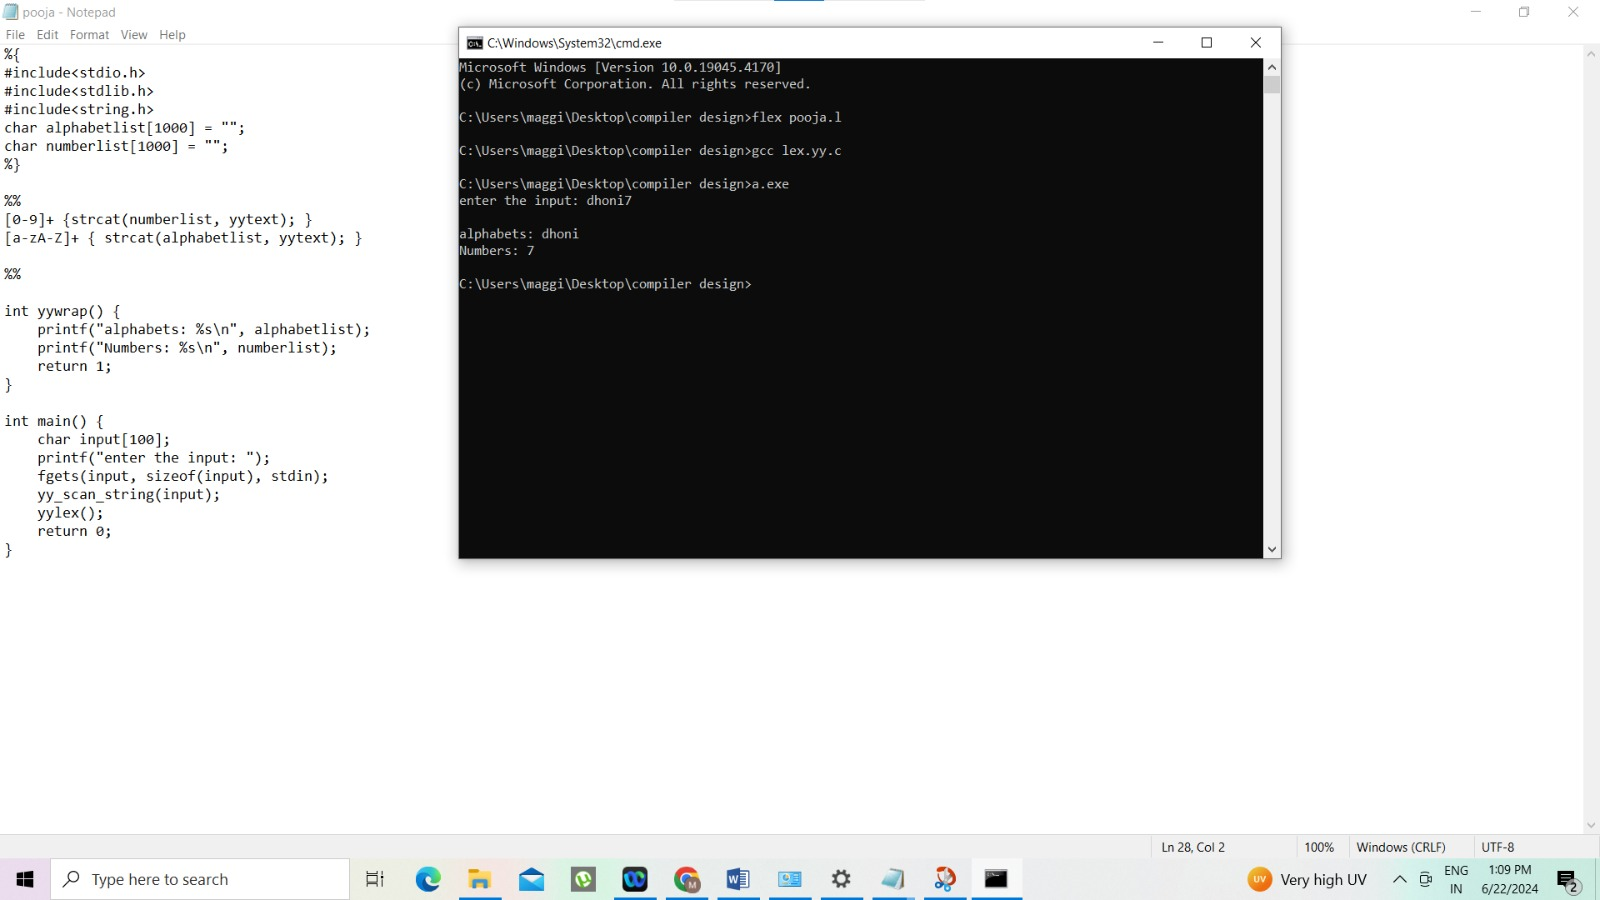 pooja - Notepad
File Edit Format View Help
%{
#include<stdio.h>
#include<stdlib.h>
#include<string.h>
char alphabetlist[1000] = "";
char numberlist[1000] = "";
%}
%%
[0-9]+ {strcat(numberlist, yytext); }
[a-zA-Z]+ { strcat(alphabetlist, yytext); }
%%
int yywrap() {
    printf("alphabets: %s\n", alphabetlist);
    printf("Numbers: %s\n", numberlist);
    return 1;
}
int main() {
    char input[100];
    printf("enter the input: ");
    fgets(input, sizeof(input), stdin);
    yy_scan_string(input);
    yylex();
    return 0;
}
C:\Windows\System32\cmd.exe
Microsoft Windows [Version 10.0.19045.4170]
(c) Microsoft Corporation. All rights reserved.
C:\Users\maggi\Desktop\compiler design>flex pooja.l
C:\Users\maggi\Desktop\compiler design>gcc lex.yy.c
C:\Users\maggi\Desktop\compiler design>a.exe
enter the input: dhoni7
alphabets: dhoni
Numbers: 7
C:\Users\maggi\Desktop\compiler design>
Ln 28, Col 2 100% Windows (CRLF) UTF-8
Type here to search
UV Very high UV
ENG
IN
1:09 PM
6/22/2024
2